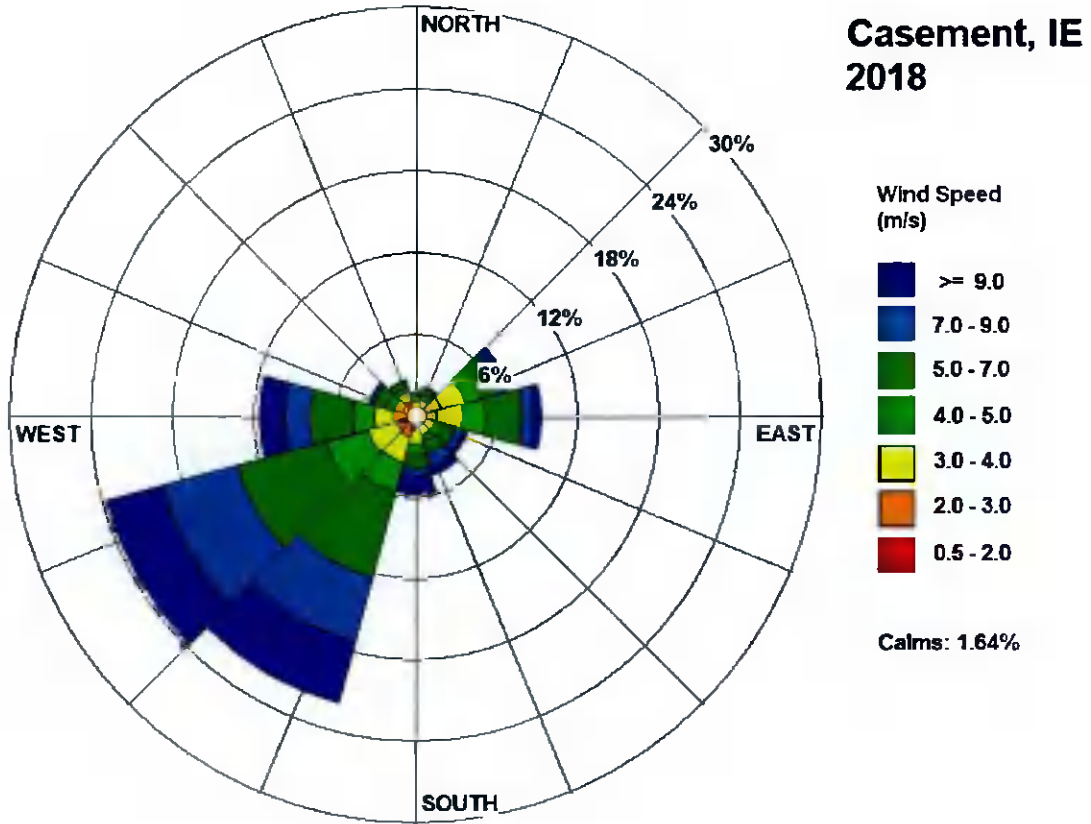 Casement, IE
2018
NORTH
30%
24%
18%
12%
6%
WEST
EAST
SOUTH
Wind Speed
(m/s)
>= 9.0
7.0 - 9.0
5.0 - 7.0
4.0 - 5.0
3.0 - 4.0
2.0 - 3.0
0.5 - 2.0
Calms: 1.64%